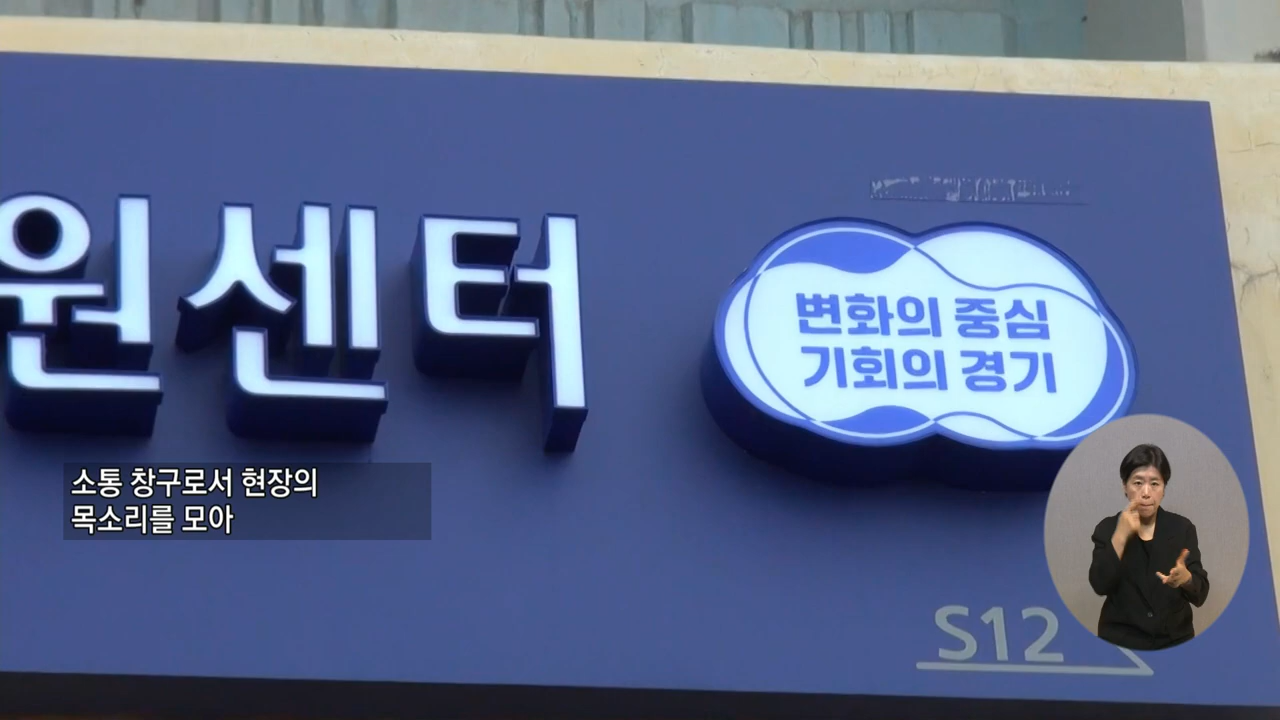 원센터
변화의 중심
기회의 경기
소통 창구로서 현장의
목소리를 모아
S12